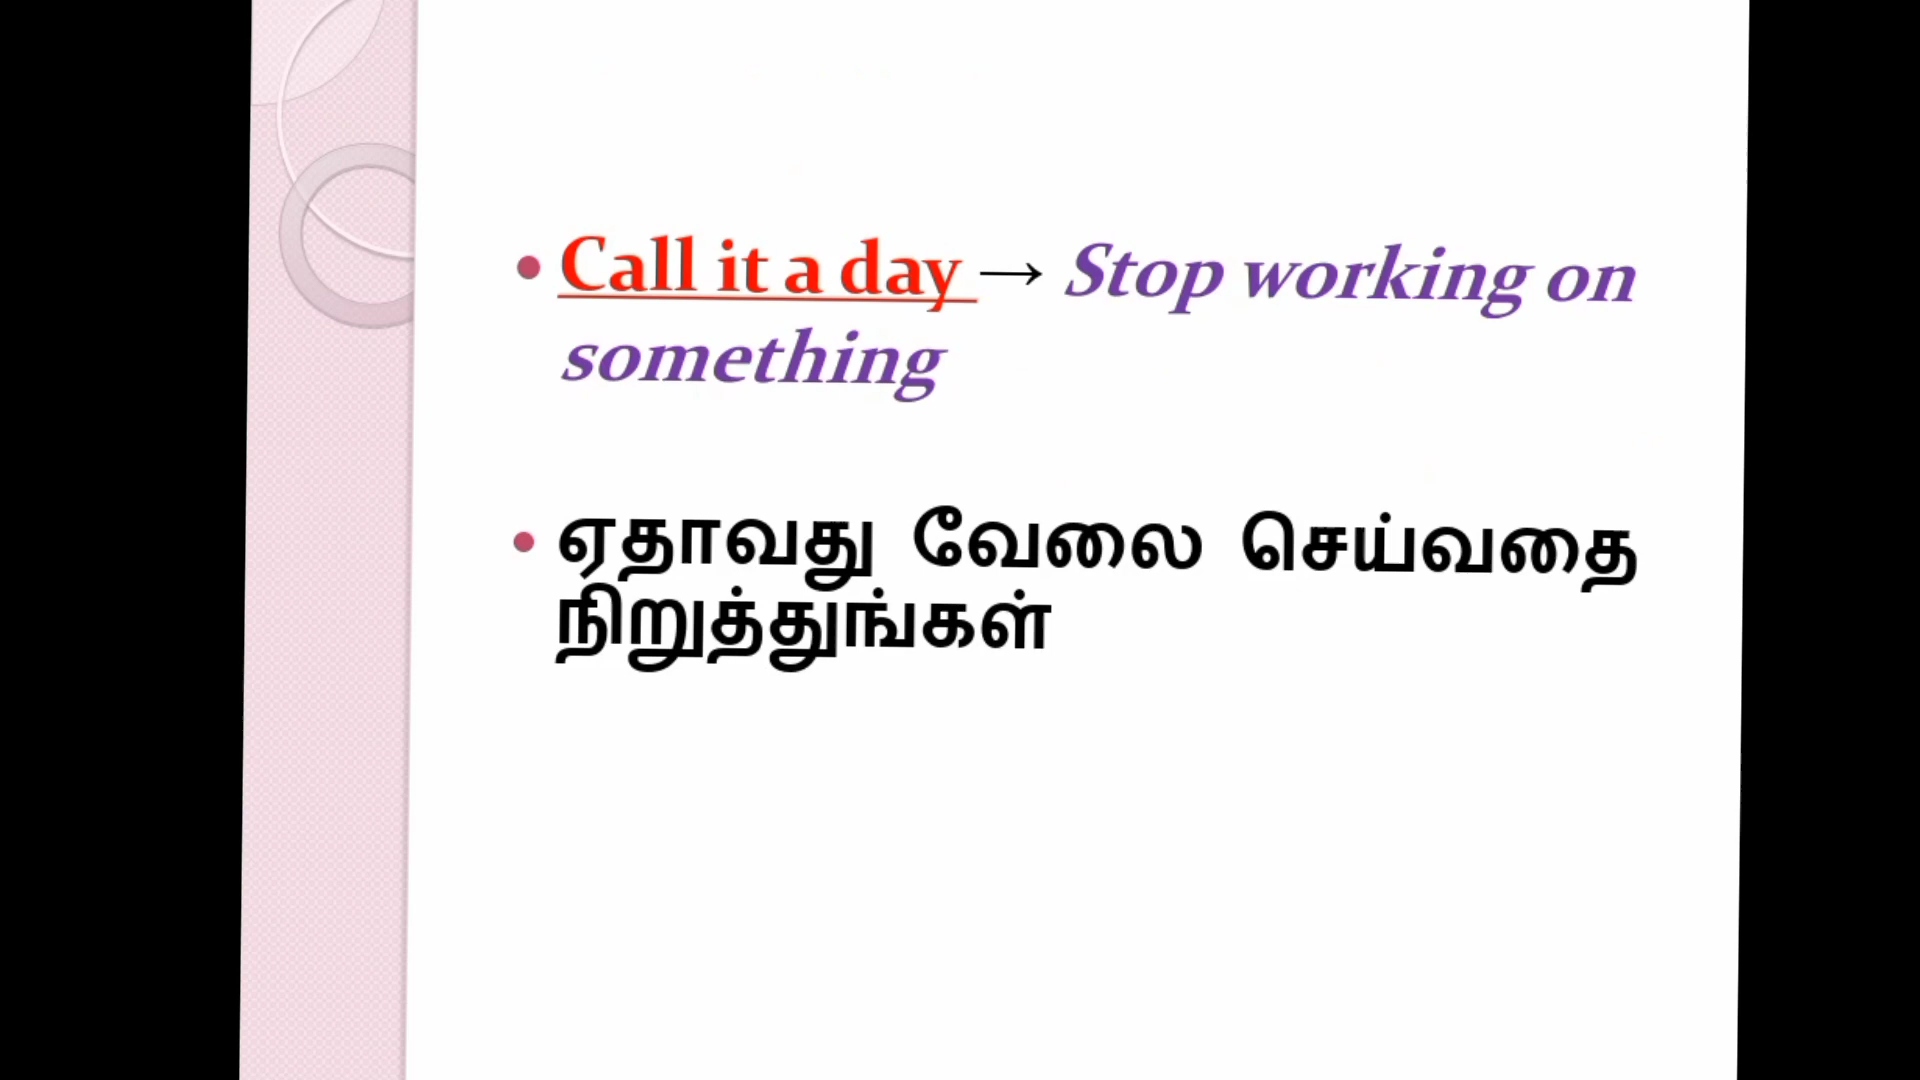 • Call it a day → Stop working on
something
• ஏதாவது வேலை செய்வதை
நிறுத்துங்கள்